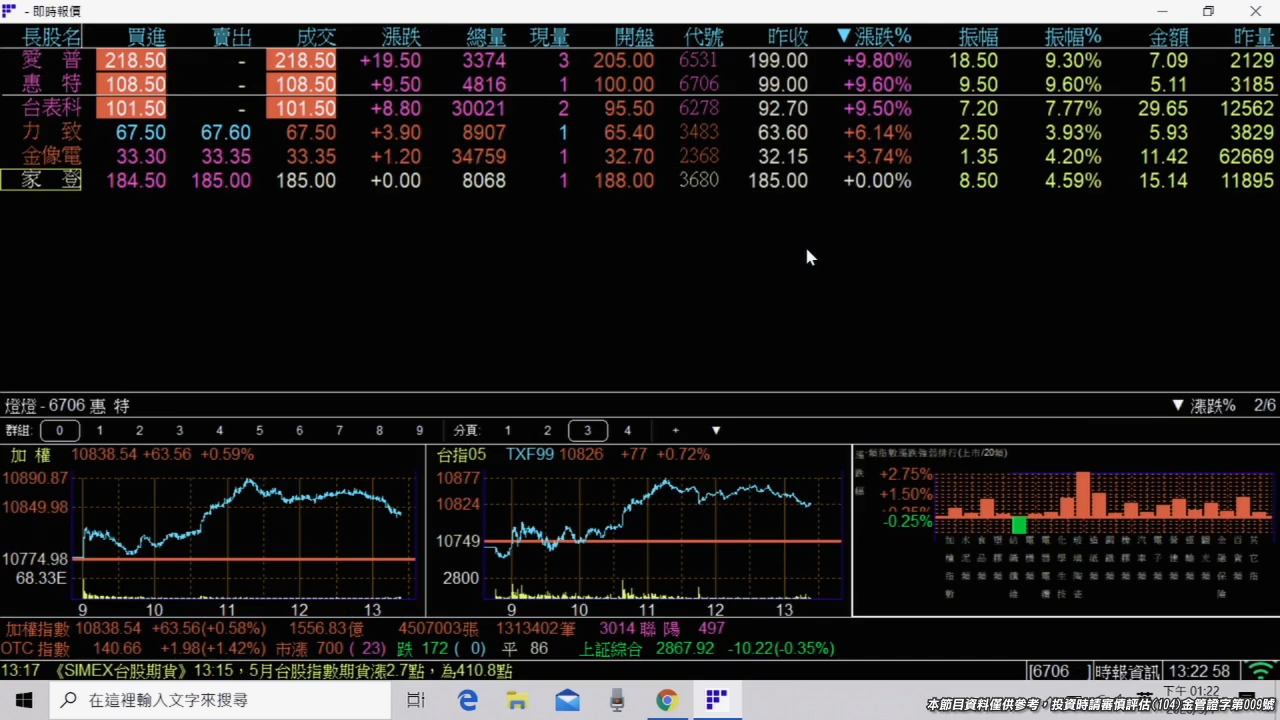 - 即時報價
長股名 買進 賣出 成交 漲跌 總量 現量 開盤 代號 昨收 ▼漲跌% 振幅 振幅% 金額 昨量
愛 普 218.50 - 218.50 +19.50 3374 3 205.00 6531 199.00 +9.80% 18.50 9.30% 7.09 2129
惠 特 108.50 - 108.50 +9.50 4816 1 100.00 6706 99.00 +9.60% 9.50 9.60% 5.11 3185
台表科 101.50 - 101.50 +8.80 30021 2 95.50 6278 92.70 +9.50% 7.20 7.77% 29.65 12562
力 致 67.50 67.60 67.50 +3.90 8907 1 65.40 3483 63.60 +6.14% 2.50 3.93% 5.93 3829
金像電 33.30 33.35 33.35 +1.20 34759 1 32.70 2368 32.15 +3.74% 1.35 4.20% 11.42 62669
家 登 184.50 185.00 185.00 +0.00 8068 1 188.00 3680 185.00 +0.00% 8.50 4.59% 15.14 11895
燈燈 - 6706 惠 特 ▼ 漲跌% 2/6
群組: 0 1 2 3 4 5 6 7 8 9 分頁: 1 2 3 4 + ▼
加 權 10838.54 +63.56 +0.59%
10890.87
10849.98
10774.98
68.33E
9 10 11 12 13
台指05 TXF99 10826 +77 +0.72%
10877
10824
10749
2800
9 10 11 12 13
+2.75%
+1.50%
-0.25%
加權指數 10838.54 +63.56(+0.58%) 1556.83億 4507003張 1313402筆 3014 聯 陽 497
OTC 指數 140.66 +1.98(+1.42%) 市漲 700 ( 23) 跌 172 ( 0) 平 86 上証綜合 2867.92 -10.22(-0.35%)
13:17 《SIMEX台股期貨》13:15，5月台股指數期貨漲2.7點，為410.8點 [6706 ] 時報資訊 13:22:58
在這裡輸入文字來搜尋
下午 01:22
本節目資料僅供參考，投資時請審慎評估(104)金管證字第009號